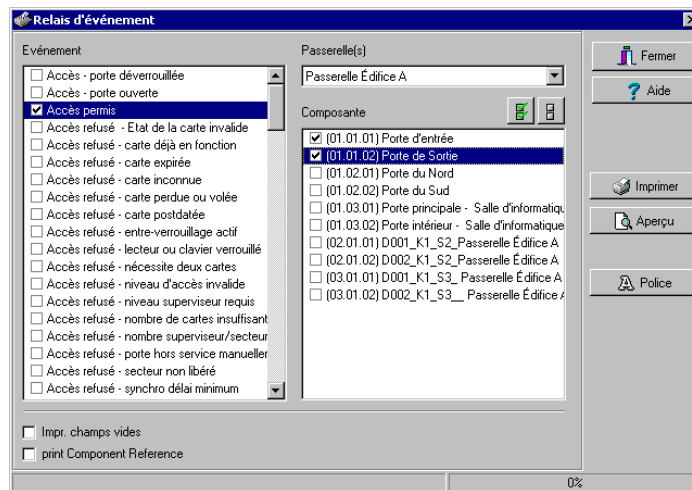 Relais d'événement
Evénement
Accès - porte déverrouillée
Accès - porte ouverte
Accès permis
Accès refusé - Etat de la carte invalide
Accès refusé - carte déjà en fonction
Accès refusé - carte expirée
Accès refusé - carte inconnue
Accès refusé - carte perdue ou volée
Accès refusé - carte postdatée
Accès refusé - entre-verrouillage actif
Accès refusé - lecteur ou clavier verrouillé
Accès refusé - nécessite deux cartes
Accès refusé - niveau d'accès invalide
Accès refusé - niveau superviseur requis
Accès refusé - nombre de cartes insuffisant
Accès refusé - nombre superviseur/secteur
Accès refusé - porte hors service manueller
Accès refusé - secteur non libéré
Accès refusé - synchro délai minimum
Passerelle(s)
Passerelle Édifice A
Composante
(01.01.01) Porte d'entrée
(01.01.02) Porte de Sortie
(01.02.01) Porte du Nord
(01.02.02) Porte du Sud
(01.03.01) Porte principale - Salle d'informatiqu
(01.03.02) Porte intérieur - Salle d'informatique
(02.01.01) D001_K1_S2_Passerelle Édifice A
(02.01.02) D002_K1_S2_Passerelle Édifice A
(03.01.01) D001_K1_S3_ Passerelle Édifice A
(03.01.02) D002_K1_S3__ Passerelle Édifice A
Fermer
Aide
Imprimer
Aperçu
Police
Impr. champs vides
print Component Reference
0%